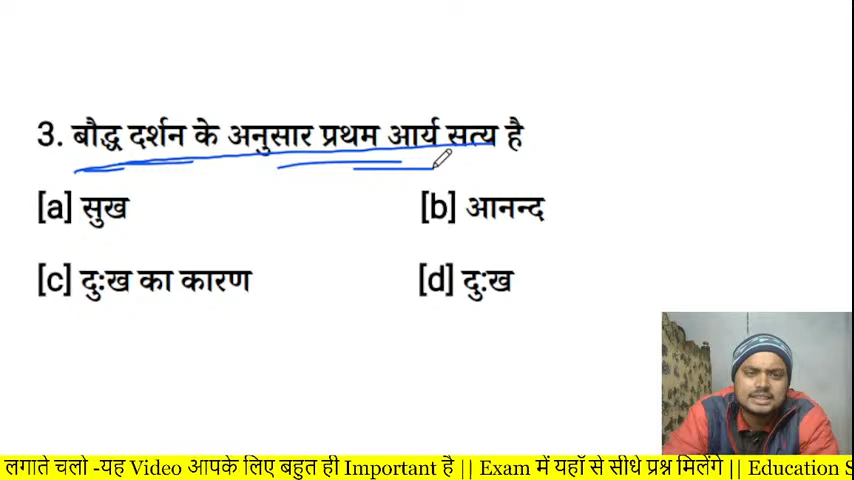 3. बौद्ध दर्शन के अनुसार प्रथम आर्य सत्य है
[a] सुख
[b] आनन्द
[c] दुःख का कारण
[d] दुःख
लगाते चलो -यह Video आपके लिए बहुत ही Important है || Exam में यहाँ से सीधे प्रश्न मिलेंगे || Education S